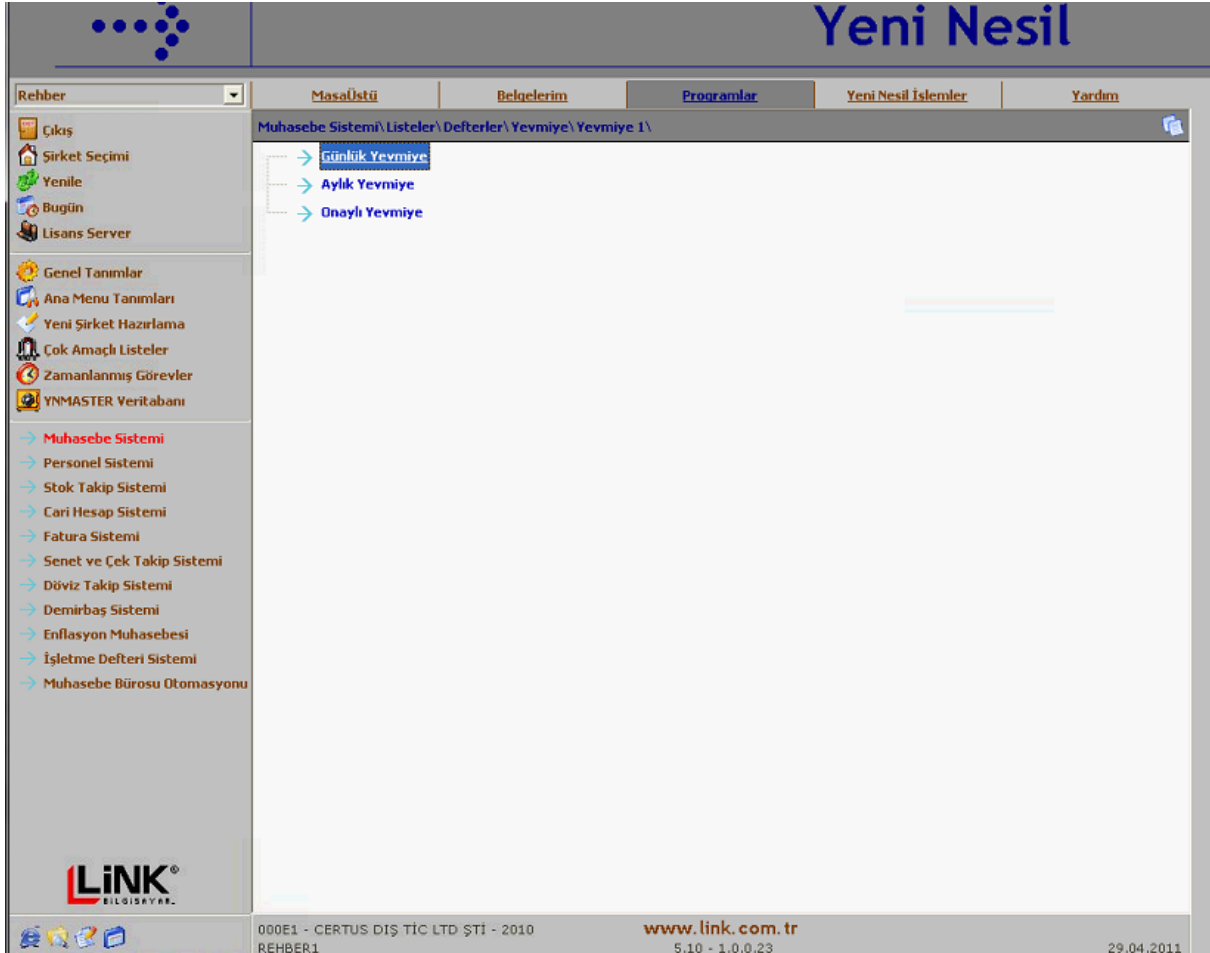 Yeni Nesil
Rehber
MasaÜstü
Belgelerim
Programlar
Yeni Nesil İşlemler
Yardım
Çıkış
Şirket Seçimi
Yenile
Bugün
Lisans Server
Genel Tanımlar
Ana Menu Tanımları
Yeni Şirket Hazırlama
Çok Amaçlı Listeler
Zamanlanmış Görevler
YNMASTER Veritabanı
Muhasebe Sistemi
Personel Sistemi
Stok Takip Sistemi
Cari Hesap Sistemi
Fatura Sistemi
Senet ve Çek Takip Sistemi
Döviz Takip Sistemi
Demirbaş Sistemi
Enflasyon Muhasebesi
İşletme Defteri Sistemi
Muhasebe Bürosu Otomasyonu
LiNK®
BİLGİSAYAR.
Muhasebe Sistemi\Listeler\Defterler\Yevmiye\Yevmiye 1\
Günlük Yevmiye
Aylık Yevmiye
Onaylı Yevmiye
000E1 - CERTUS DIŞ TİC LTD ŞTİ - 2010
www.link.com.tr
REHBER1
5.10 - 1.0.0.23
29.04.2011